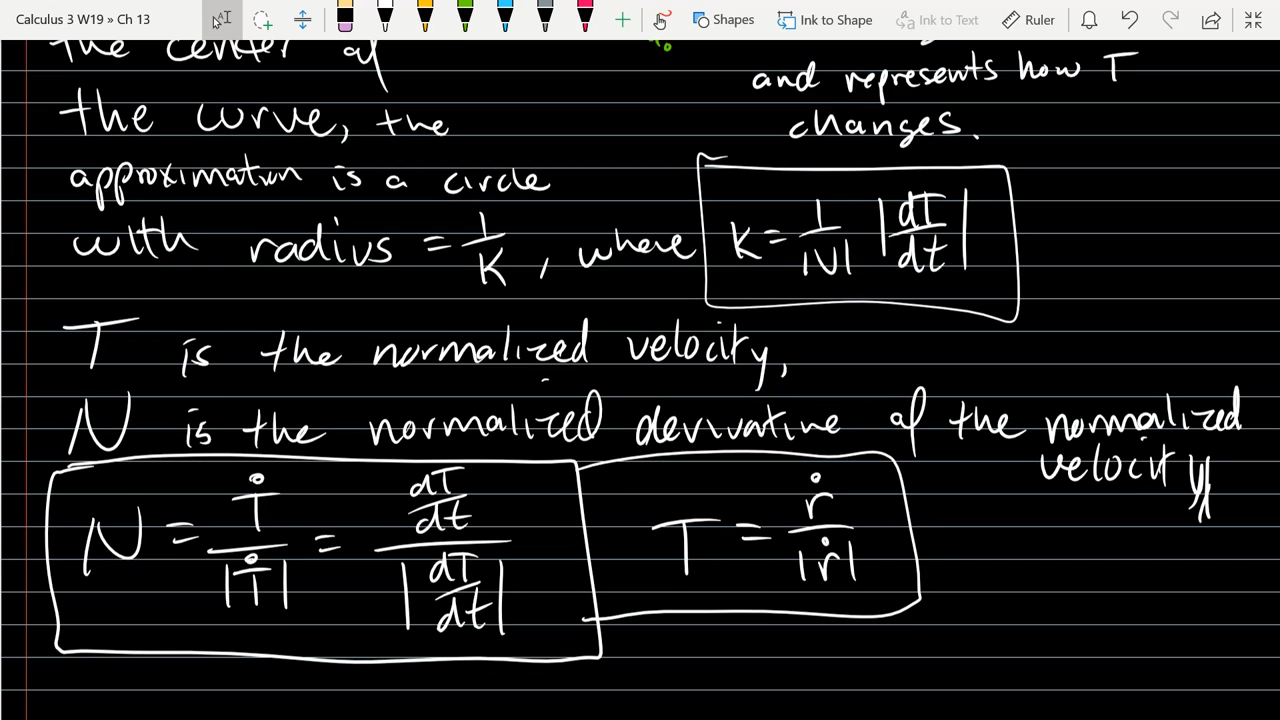 Calculus 3 W19 » Ch 13
Shapes
Ink to Shape
Ink to Text
Ruler
the center of
the curve, the
approximation is a circle
with radius = 1/K, where
and represents how T
changes.
K = 1/|V| |dT/dt|
T is the normalized velocity,
N is the normalized derivative of the normalized
velocity
N = Ṫ/|Ṫ| = dT/dt / |dT/dt|
T = ṙ/|ṙ|